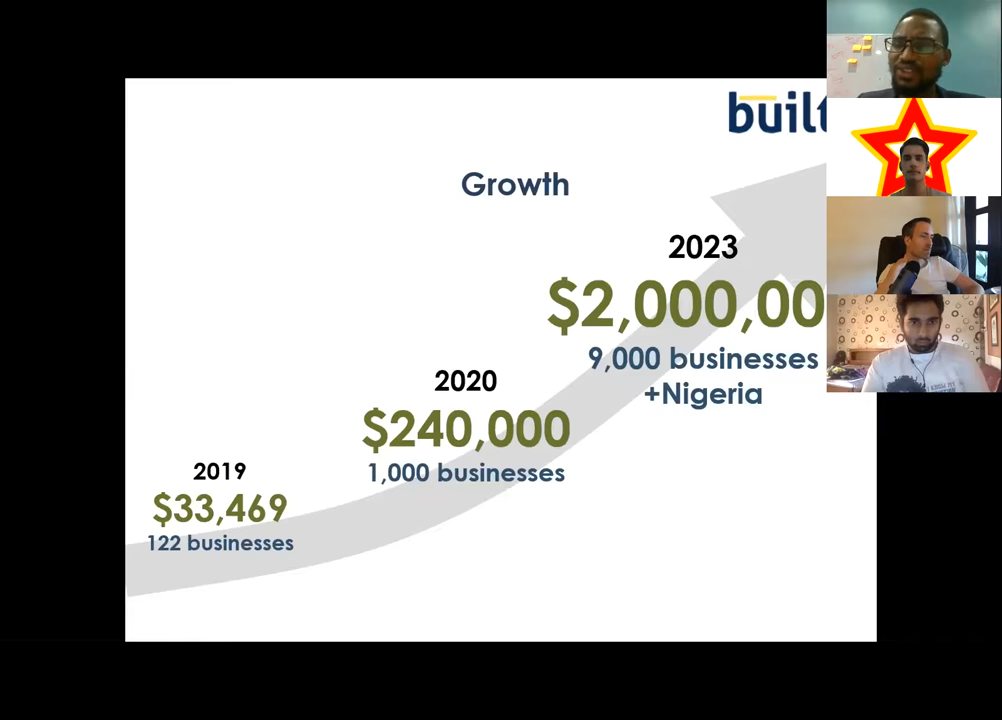 built
Growth
2023
$2,000,00
9,000 businesses
+Nigeria
2020
$240,000
1,000 businesses
2019
$33,469
122 businesses